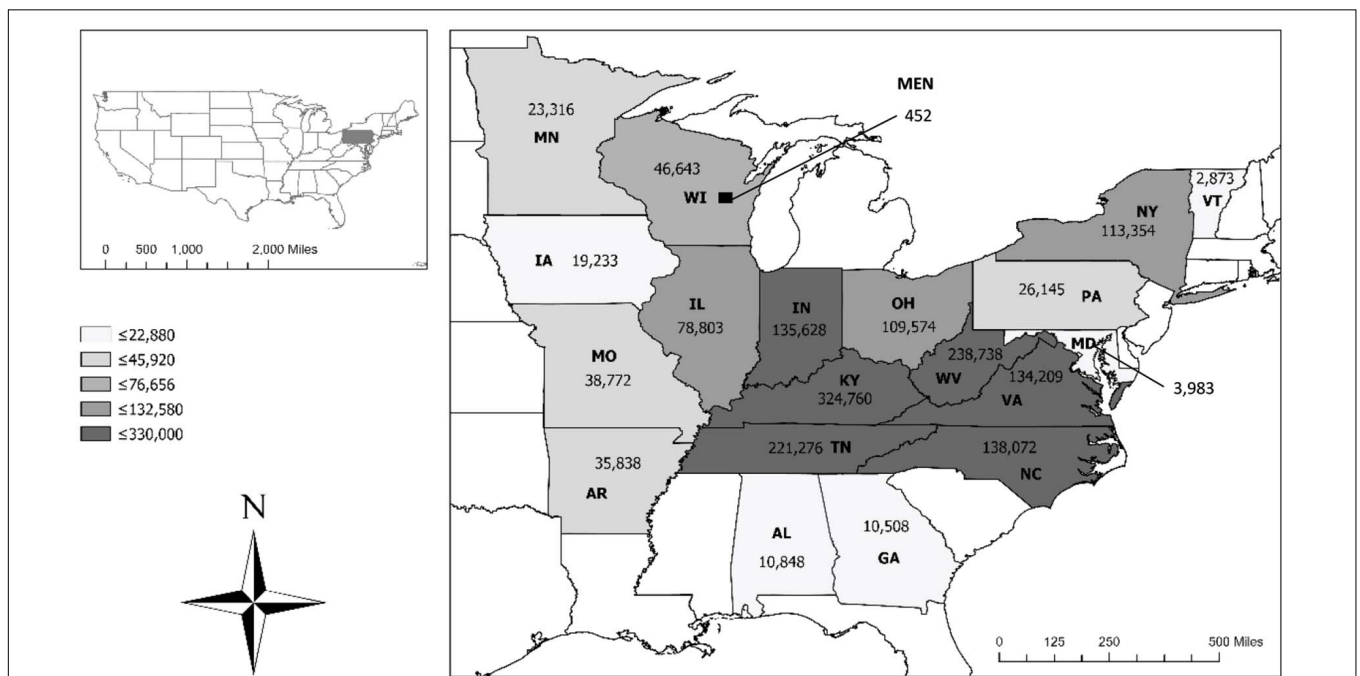 0 500 1,000 2,000 Miles
≤22,880
≤45,920
≤76,656
≤132,580
≤330,000
N
MEN
452
23,316
MN
46,643
WI
2,873
VT
NY
113,354
IA 19,233
26,145 PA
IL
78,803
IN
135,628
OH
109,574
MD
3,983
MO
38,772
238,738
WV
134,209
VA
KY
324,760
221,276 TN
138,072
NC
35,838
AR
AL
10,848
10,508
GA
0 125 250 500 Miles